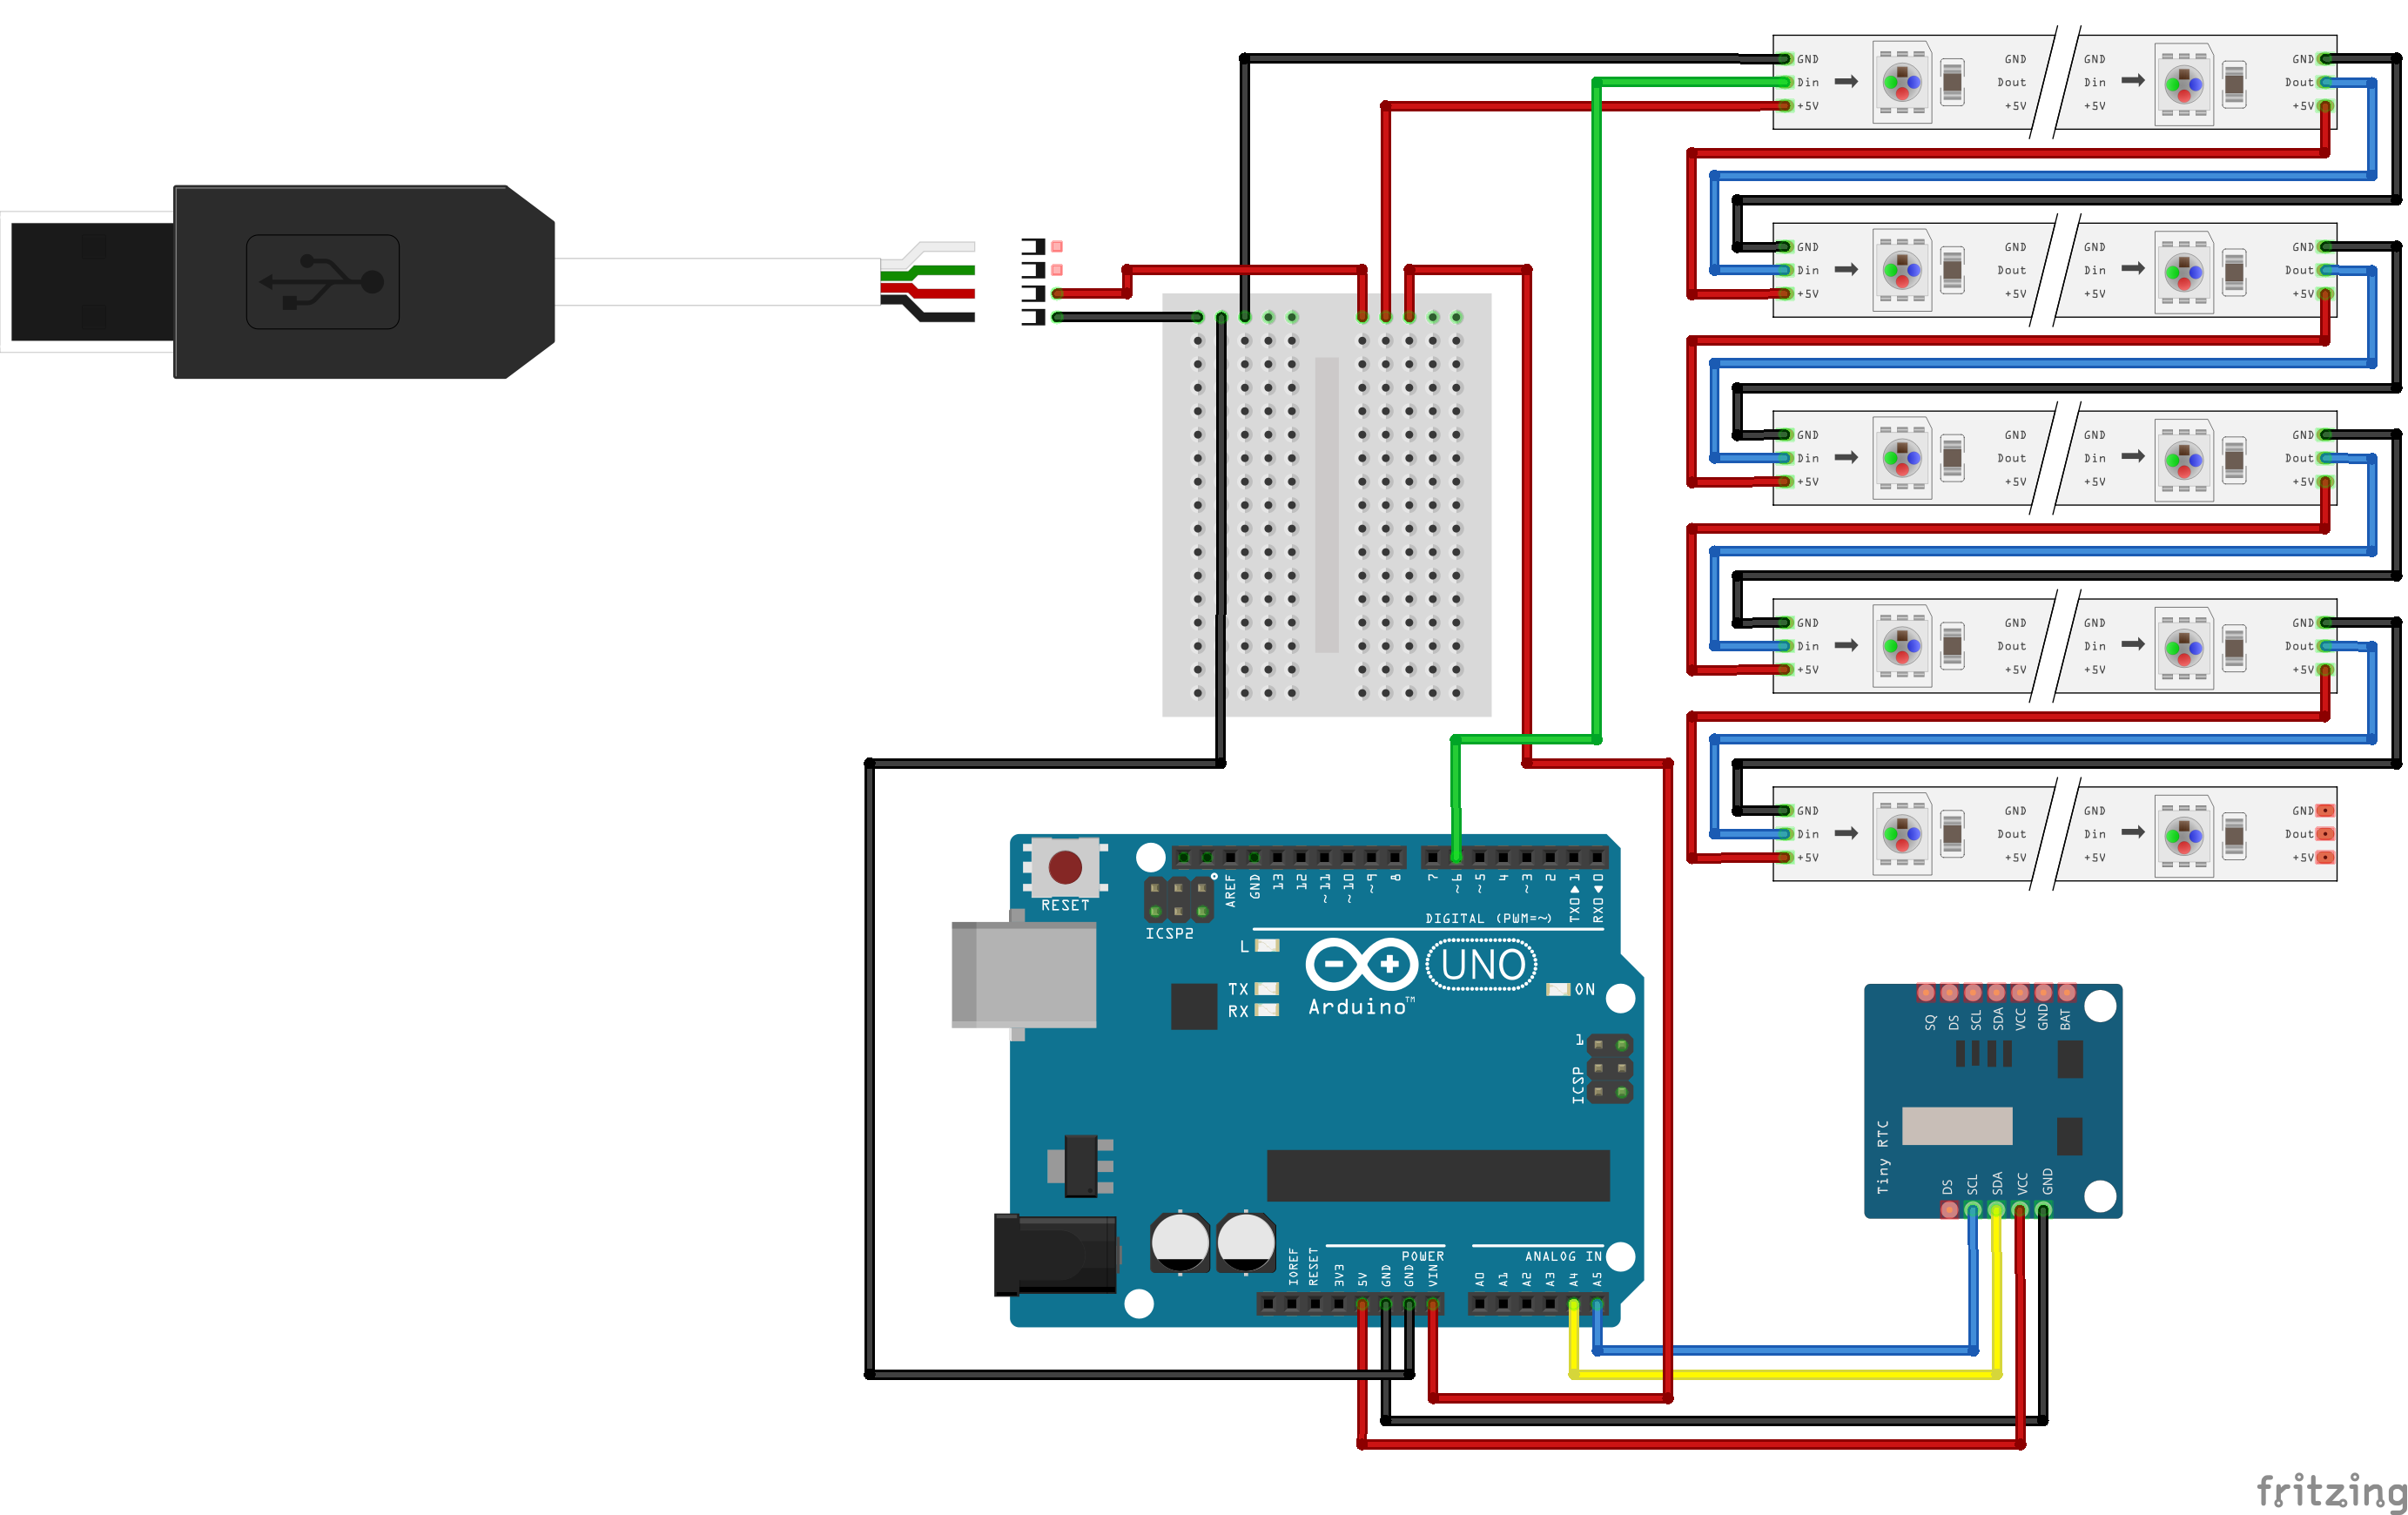 GND GND GND GND
Din Dout Din Dout
+5V +5V +5V +5V
GND GND GND GND
Din Dout Din Dout
+5V +5V +5V +5V
GND GND GND GND
Din Dout Din Dout
+5V +5V +5V +5V
GND GND GND GND
Din Dout Din Dout
+5V +5V +5V +5V
GND GND GND GND
Din Dout Din Dout
+5V +5V +5V +5V
RESET
ICSP2
AREF GND 13 12 ~11 ~10 ~9 8 7 ~6 ~5 4 ~3 2 TX0▶1 RX0◀0
DIGITAL (PWM=~)
L
TX
RX
UNO
ON
Arduino™
1
ICSP
IOREF RESET 3V3 5V GND GND VIN
POWER
ANALOG IN
A0 A1 A2 A3 A4 A5
SQ DS SCL SDA VCC GND BAT
Tiny RTC
DS SCL SDA VCC GND
fritzing